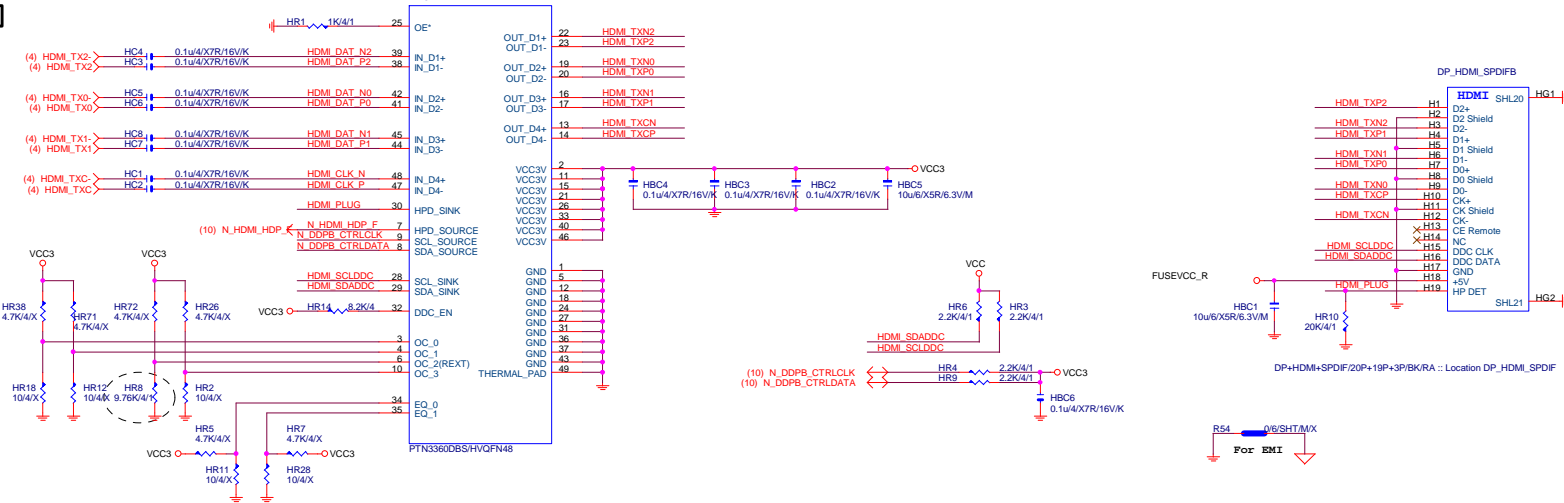 HR1 1K/4/1 25 OE*
(4) HDMI_TX2- HC4 0.1u/4/X7R/16V/K HDMI_DAT_N2 39 IN_D1+
(4) HDMI_TX2 HC3 0.1u/4/X7R/16V/K HDMI_DAT_P2 38 IN_D1-
(4) HDMI_TX0- HC5 0.1u/4/X7R/16V/K HDMI_DAT_N0 42 IN_D2+
(4) HDMI_TX0 HC6 0.1u/4/X7R/16V/K HDMI_DAT_P0 41 IN_D2-
(4) HDMI_TX1- HC8 0.1u/4/X7R/16V/K HDMI_DAT_N1 45 IN_D3+
(4) HDMI_TX1 HC7 0.1u/4/X7R/16V/K HDMI_DAT_P1 44 IN_D3-
(4) HDMI_TXC- HC1 0.1u/4/X7R/16V/K HDMI_CLK_N 48 IN_D4+
(4) HDMI_TXC HC2 0.1u/4/X7R/16V/K HDMI_CLK_P 47 IN_D4-
HDMI_PLUG 30 HPD_SINK
(10) N_HDMI_HDP_F N_HDMI_HDP_F 7 HPD_SOURCE
N_DDPB_CTRLCLK 9 SCL_SOURCE
N_DDPB_CTRLDATA 8 SDA_SOURCE
HDMI_SCLDDC 28 SCL_SINK
HDMI_SDADDC 29 SDA_SINK
VCC3 HR14 8.2K/4 32 DDC_EN
3 OC_0
4 OC_1
6 OC_2(REXT)
10 OC_3
34 EQ_0
35 EQ_1
VCC3 VCC3
HR38 4.7K/4/X
HR71 4.7K/4/X
HR72 4.7K/4/X
HR26 4.7K/4/X
HR18 10/4/X
HR12 10/4/X
HR8 9.76K/4/1
HR2 10/4/X
HR5 4.7K/4/X
HR7 4.7K/4/X
VCC3 VCC3
HR11 10/4/X
HR28 10/4/X
PTN3360DBS/HVQFN48
OUT_D1+ 22 HDMI_TXN2
OUT_D1- 23 HDMI_TXP2
OUT_D2+ 19 HDMI_TXN0
OUT_D2- 20 HDMI_TXP0
OUT_D3+ 16 HDMI_TXN1
OUT_D3- 17 HDMI_TXP1
OUT_D4+ 13 HDMI_TXCN
OUT_D4- 14 HDMI_TXCP
VCC3V 2
VCC3V 11
VCC3V 15
VCC3V 21
VCC3V 26
VCC3V 33
VCC3V 40
VCC3V 46
GND 1
GND 5
GND 12
GND 18
GND 24
GND 27
GND 31
GND 36
GND 37
GND 43
THERMAL_PAD 49
VCC3
HBC4 0.1u/4/X7R/16V/K
HBC3 0.1u/4/X7R/16V/K
HBC2 0.1u/4/X7R/16V/K
HBC5 10u/6/X5R/6.3V/M
VCC
HR6 2.2K/4/1
HR3 2.2K/4/1
HDMI_SDADDC
HDMI_SCLDDC
(10) N_DDPB_CTRLCLK HR4 2.2K/4/1 VCC3
(10) N_DDPB_CTRLDATA HR9 2.2K/4/1
HBC6 0.1u/4/X7R/16V/K
DP_HDMI_SPDIFB
HDMI SHL20 HG1
HDMI_TXP2 H1 D2+
H2 D2 Shield
HDMI_TXN2 H3 D2-
HDMI_TXP1 H4 D1+
H5 D1 Shield
HDMI_TXN1 H6 D1-
HDMI_TXP0 H7 D0+
H8 D0 Shield
HDMI_TXN0 H9 D0-
HDMI_TXCP H10 CK+
H11 CK Shield
HDMI_TXCN H12 CK-
H13 CE Remote
H14 NC
HDMI_SCLDDC H15 DDC CLK
HDMI_SDADDC H16 DDC DATA
H17 GND
FUSEVCC_R H18 +5V
HDMI_PLUG H19 HP DET
SHL21 HG2
HBC1 10u/6/X5R/6.3V/M
HR10 20K/4/1
DP+HDMI+SPDIF/20P+19P+3P/BK/RA :: Location DP_HDMI_SPDIF
R54 0/6/SHT/M/X
For EMI